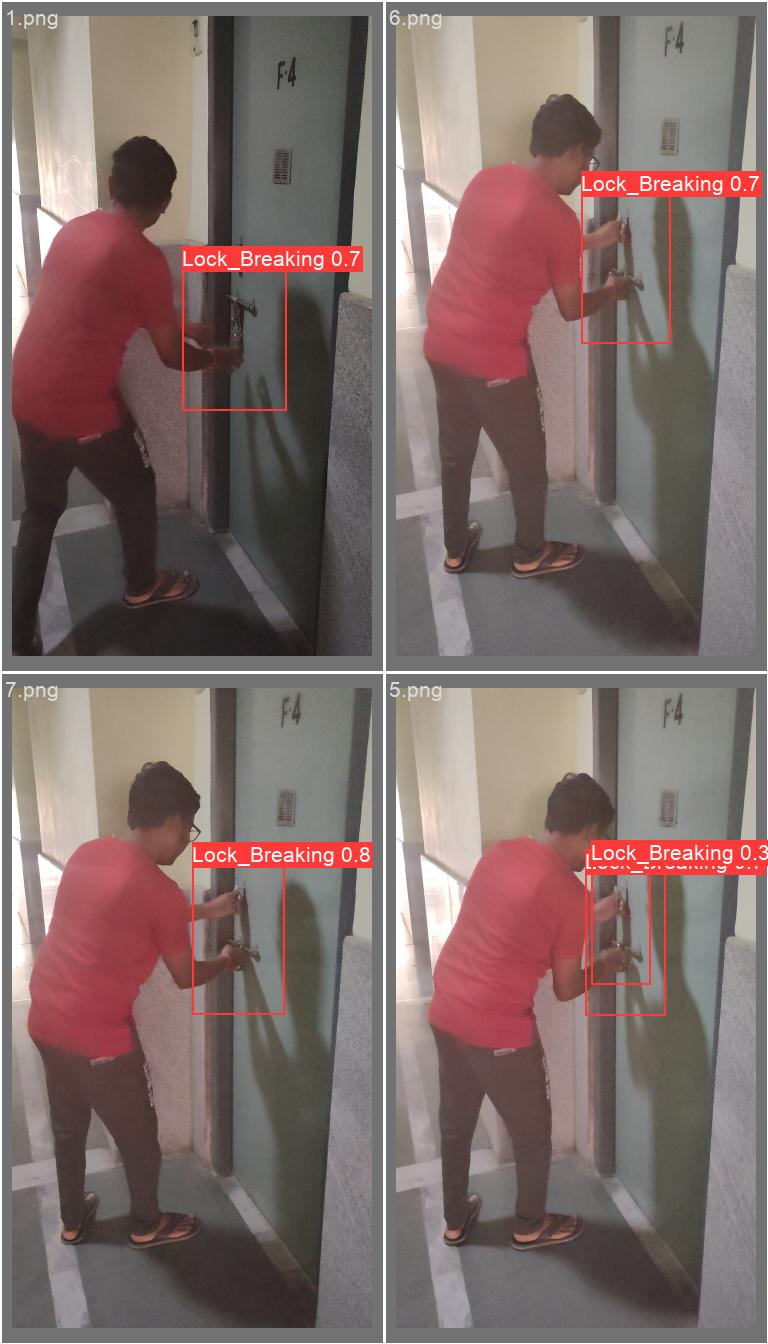 1.png
F·4
Lock_Breaking 0.7
6.png
F·4
Lock_Breaking 0.7
7.png
F·4
Lock_Breaking 0.8
5.png
F·4
Lock_Breaking 0.3